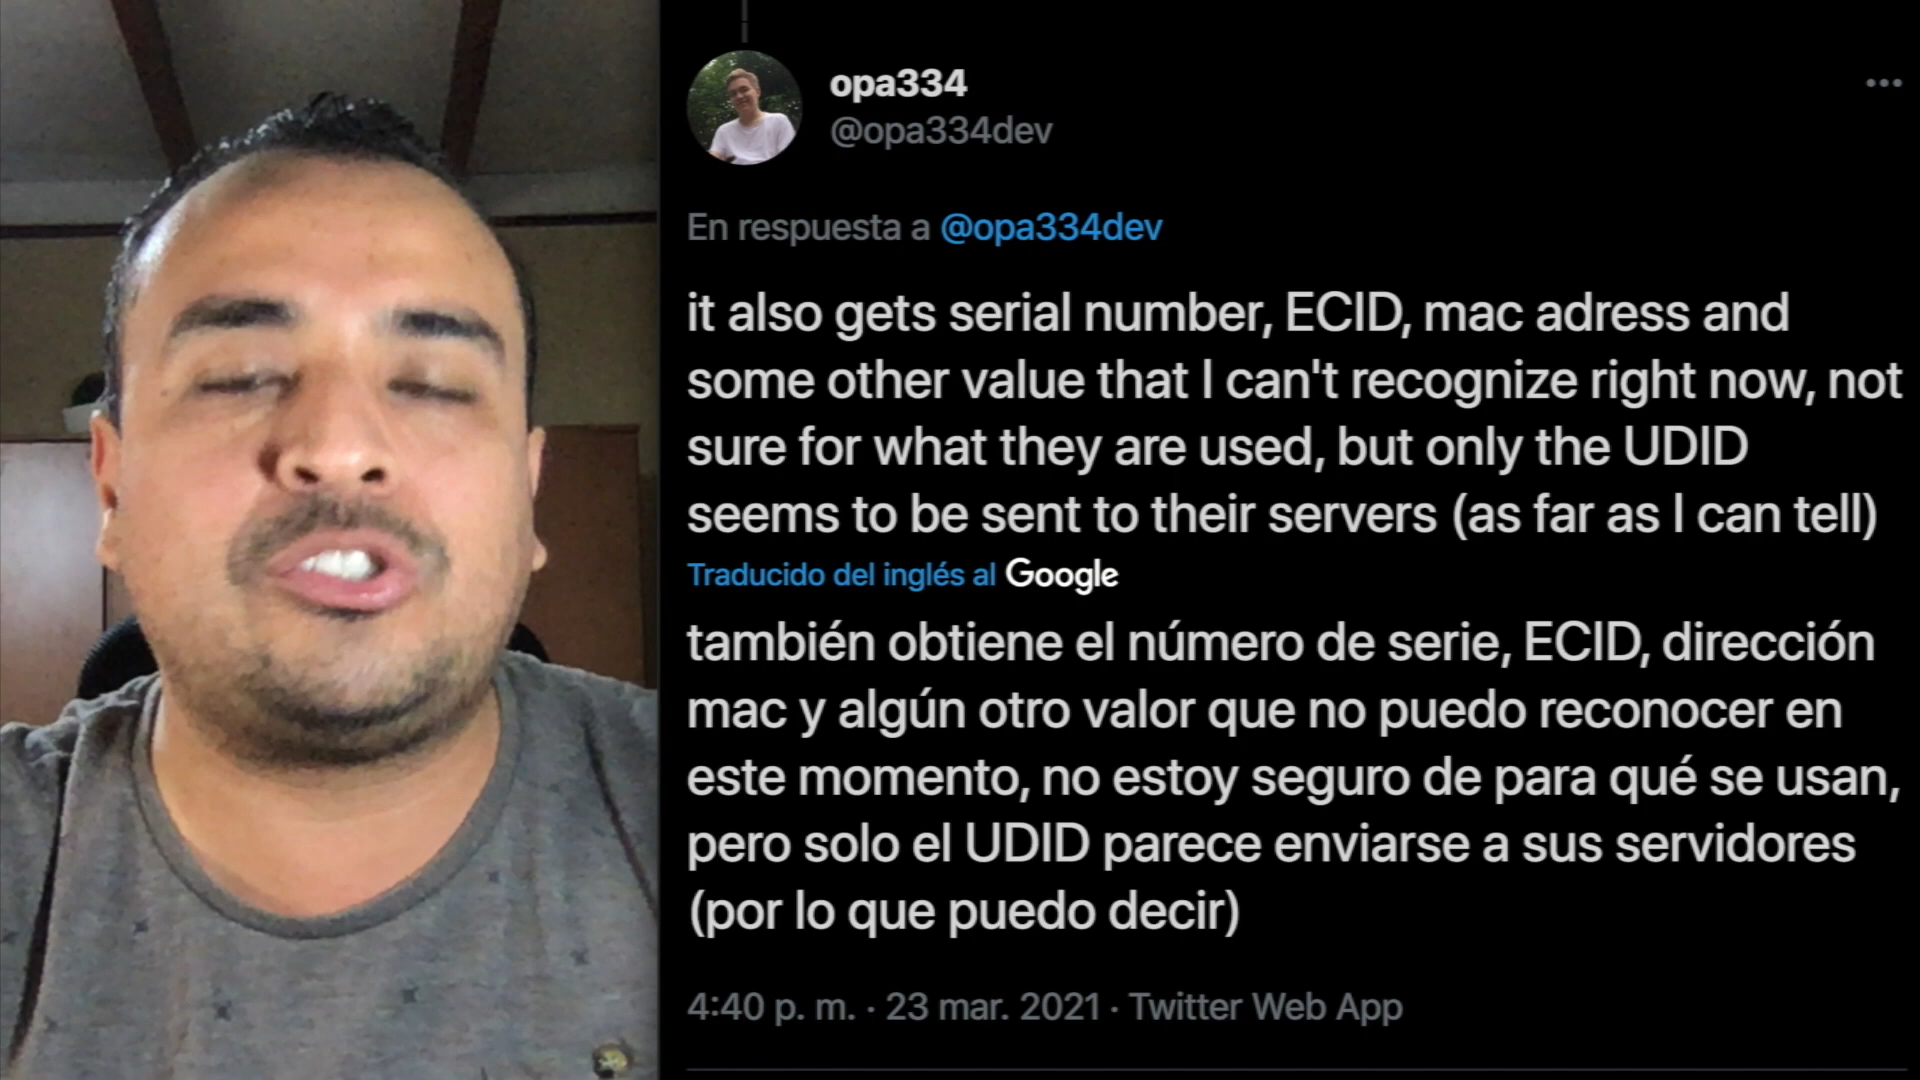 opa334
@opa334dev
En respuesta a @opa334dev
it also gets serial number, ECID, mac adress and
some other value that I can't recognize right now, not
sure for what they are used, but only the UDID
seems to be sent to their servers (as far as I can tell)
Traducido del inglés al Google
también obtiene el número de serie, ECID, dirección
mac y algún otro valor que no puedo reconocer en
este momento, no estoy seguro de para qué se usan,
pero solo el UDID parece enviarse a sus servidores
(por lo que puedo decir)
4:40 p. m. · 23 mar. 2021 · Twitter Web App